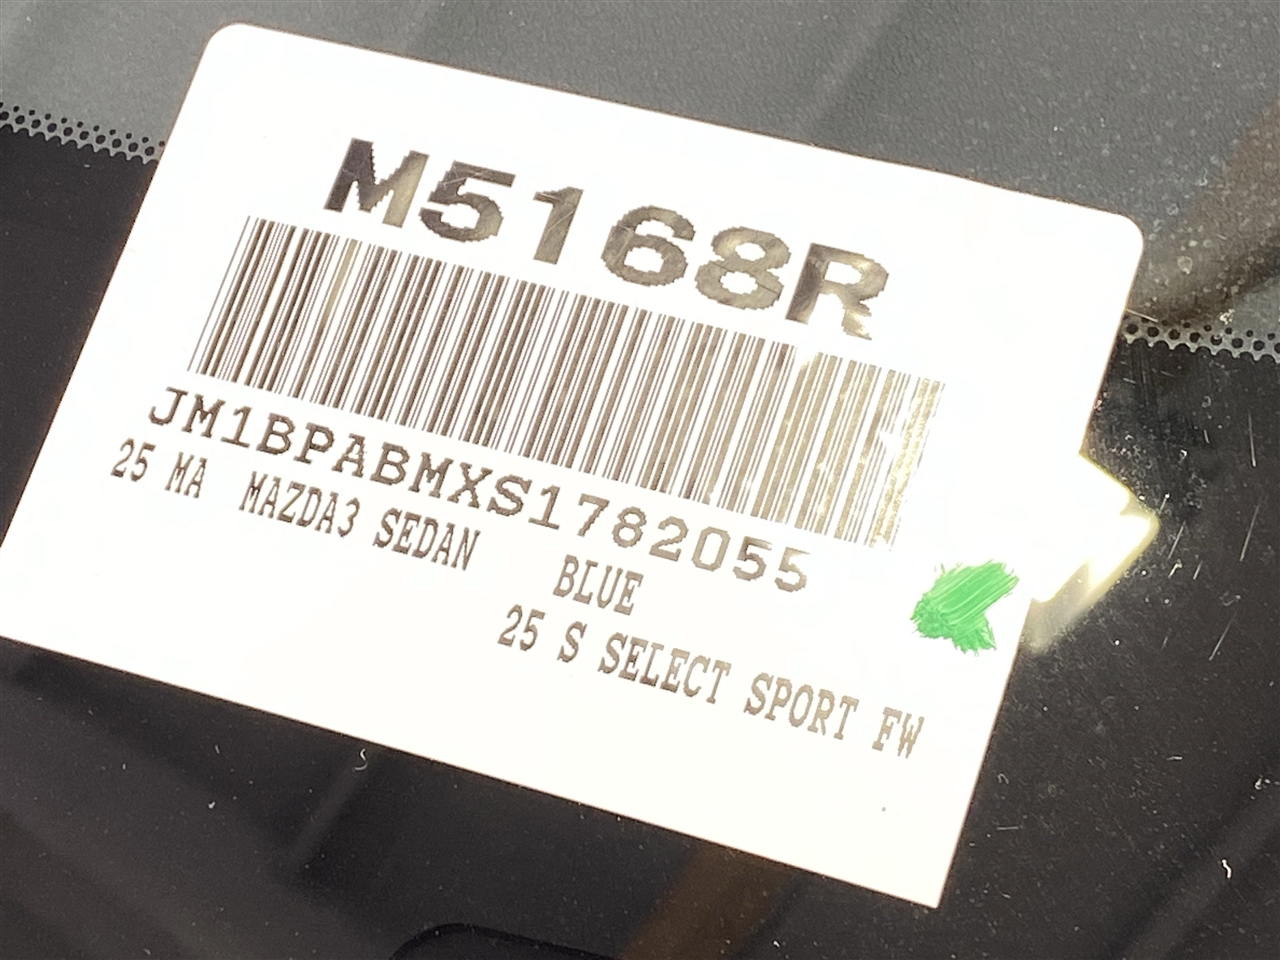 M5168R
JM1BPABMXS1782055
25 MA MAZDA3 SEDAN
BLUE
25 S SELECT SPORT FW